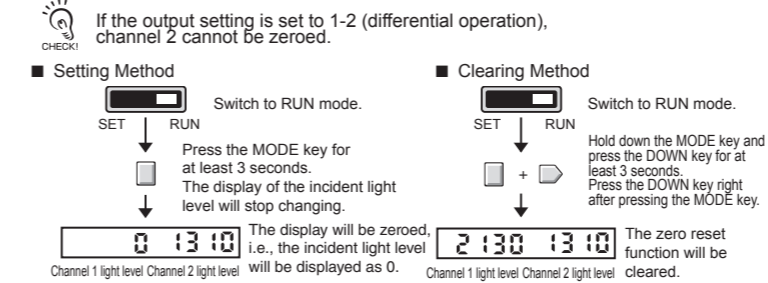 If the output setting is set to 1-2 (differential operation),
channel 2 cannot be zeroed.
CHECK!
■ Setting Method
Switch to RUN mode.
SET RUN
Press the MODE key for
at least 3 seconds.
The display of the incident light
level will stop changing.
0 1310
Channel 1 light level Channel 2 light level
The display will be zeroed,
i.e., the incident light level
will be displayed as 0.
■ Clearing Method
Switch to RUN mode.
SET RUN
Hold down the MODE key and
press the DOWN key for at
least 3 seconds.
Press the DOWN key right
after pressing the MODE key.
+
2130 1310
Channel 1 light level Channel 2 light level
The zero reset
function will be
cleared.